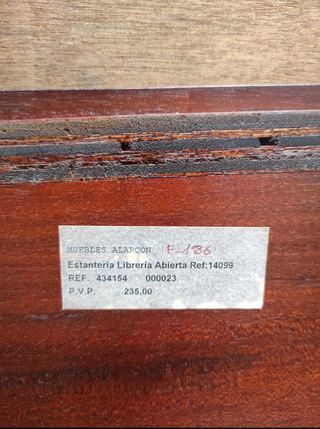 MUEBLES ALARCON F-186
Estantería Librería Abierta Ref:14099
REF. 434154 000023
P.V.P. 235,00